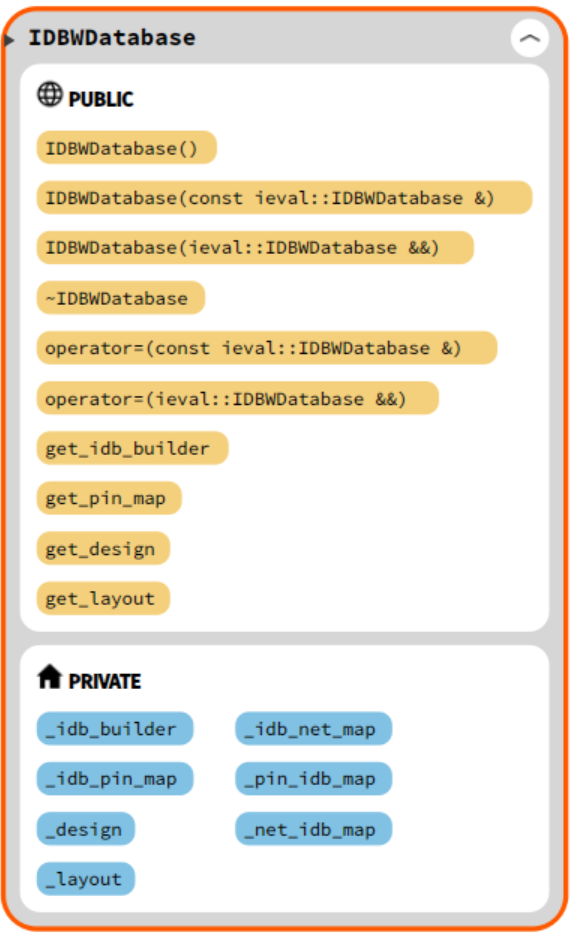 IDBWDatabase
PUBLIC
IDBWDatabase()
IDBWDatabase(const ieval::IDBWDatabase &)
IDBWDatabase(ieval::IDBWDatabase &&)
~IDBWDatabase
operator=(const ieval::IDBWDatabase &)
operator=(ieval::IDBWDatabase &&)
get_idb_builder
get_pin_map
get_design
get_layout
PRIVATE
_idb_builder _idb_net_map
_idb_pin_map _pin_idb_map
_design _net_idb_map
_layout